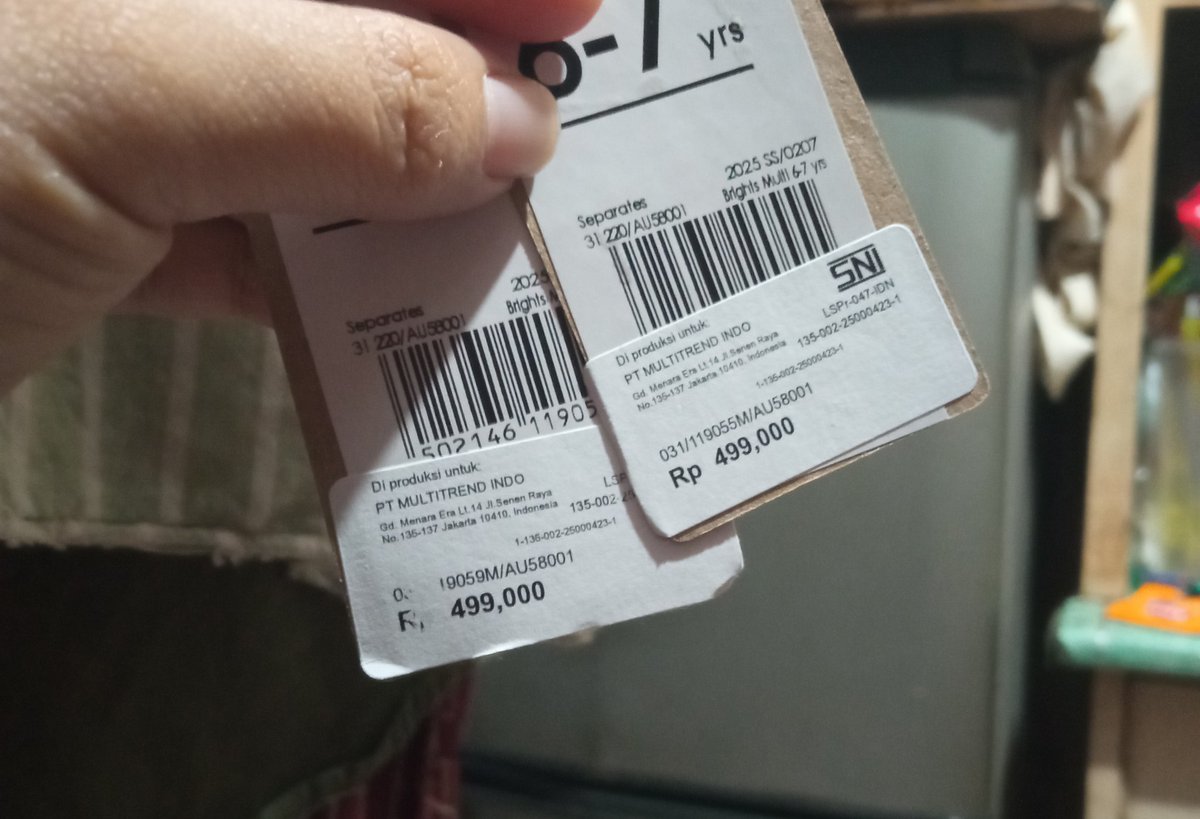 6-7 yrs
2025 SS/0207
Separates Brights Multi 6-7 yrs
31 220/AU58001
SNI
LSPr-047-IDN
Di produksi untuk: 135-002-25000423-1
PT MULTITREND INDO
Gd. Menara Era Lt.14 Jl.Senen Raya
No.135-137 Jakarta 10410, Indonesia
1-136-002-25000423-1
031/119055M/AU58001
Rp 499,000
2025
Separates Brights
31 220/AU58001
502146 11905
Di produksi untuk:
PT MULTITREND INDO
Gd. Menara Era Lt.14 Jl.Senen Raya
No.135-137 Jakarta 10410, Indonesia
135-002-
1-136-002-25000423-1
19059M/AU58001
499,000